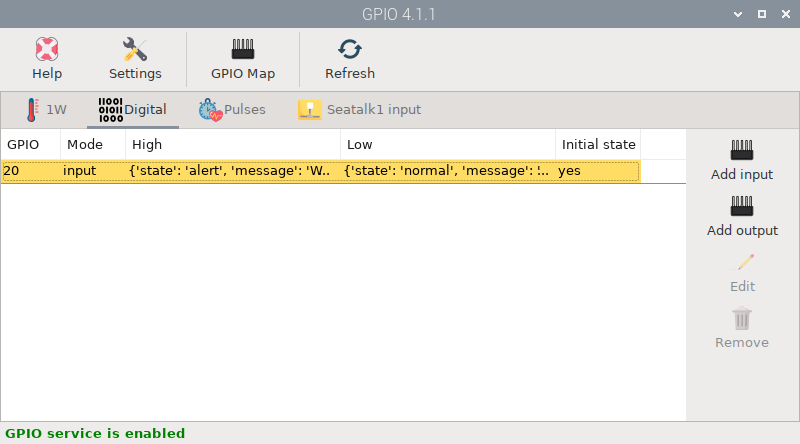 GPIO 4.1.1
Help Settings GPIO Map Refresh
1W Digital Pulses Seatalk1 input
GPIO Mode High Low Initial state
20 input {'state': 'alert', 'message': 'W... {'state': 'normal', 'message': '... yes
Add input
Add output
Edit
Remove
GPIO service is enabled